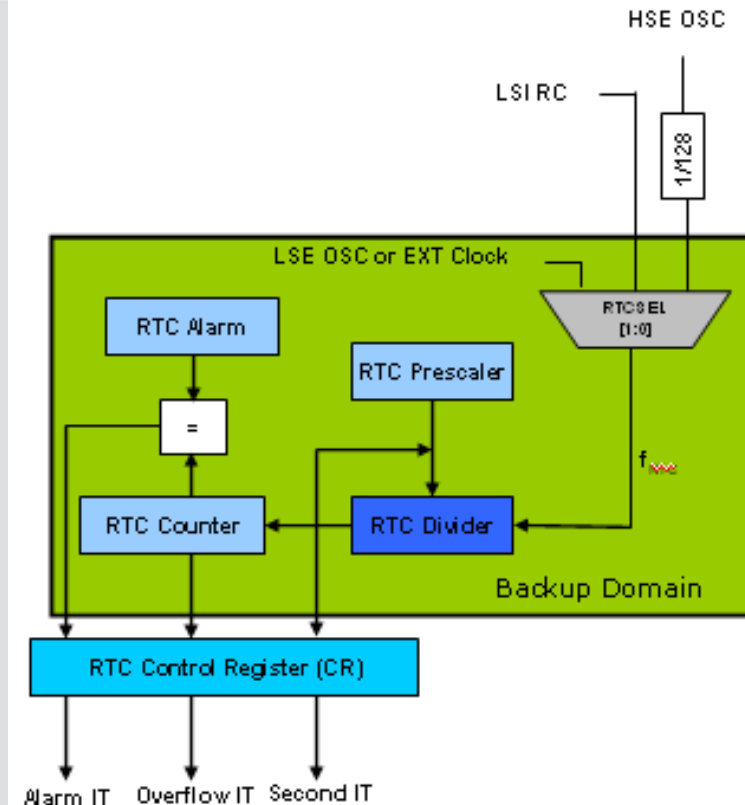 HSE OSC
LSI RC
1/128
LSE OSC or EXT Clock
RTCSEL
[1:0]
RTC Alarm
RTC Prescaler
=
f
RTC Counter
RTC Divider
Backup Domain
RTC Control Register (CR)
Alarm IT
Overflow IT
Second IT